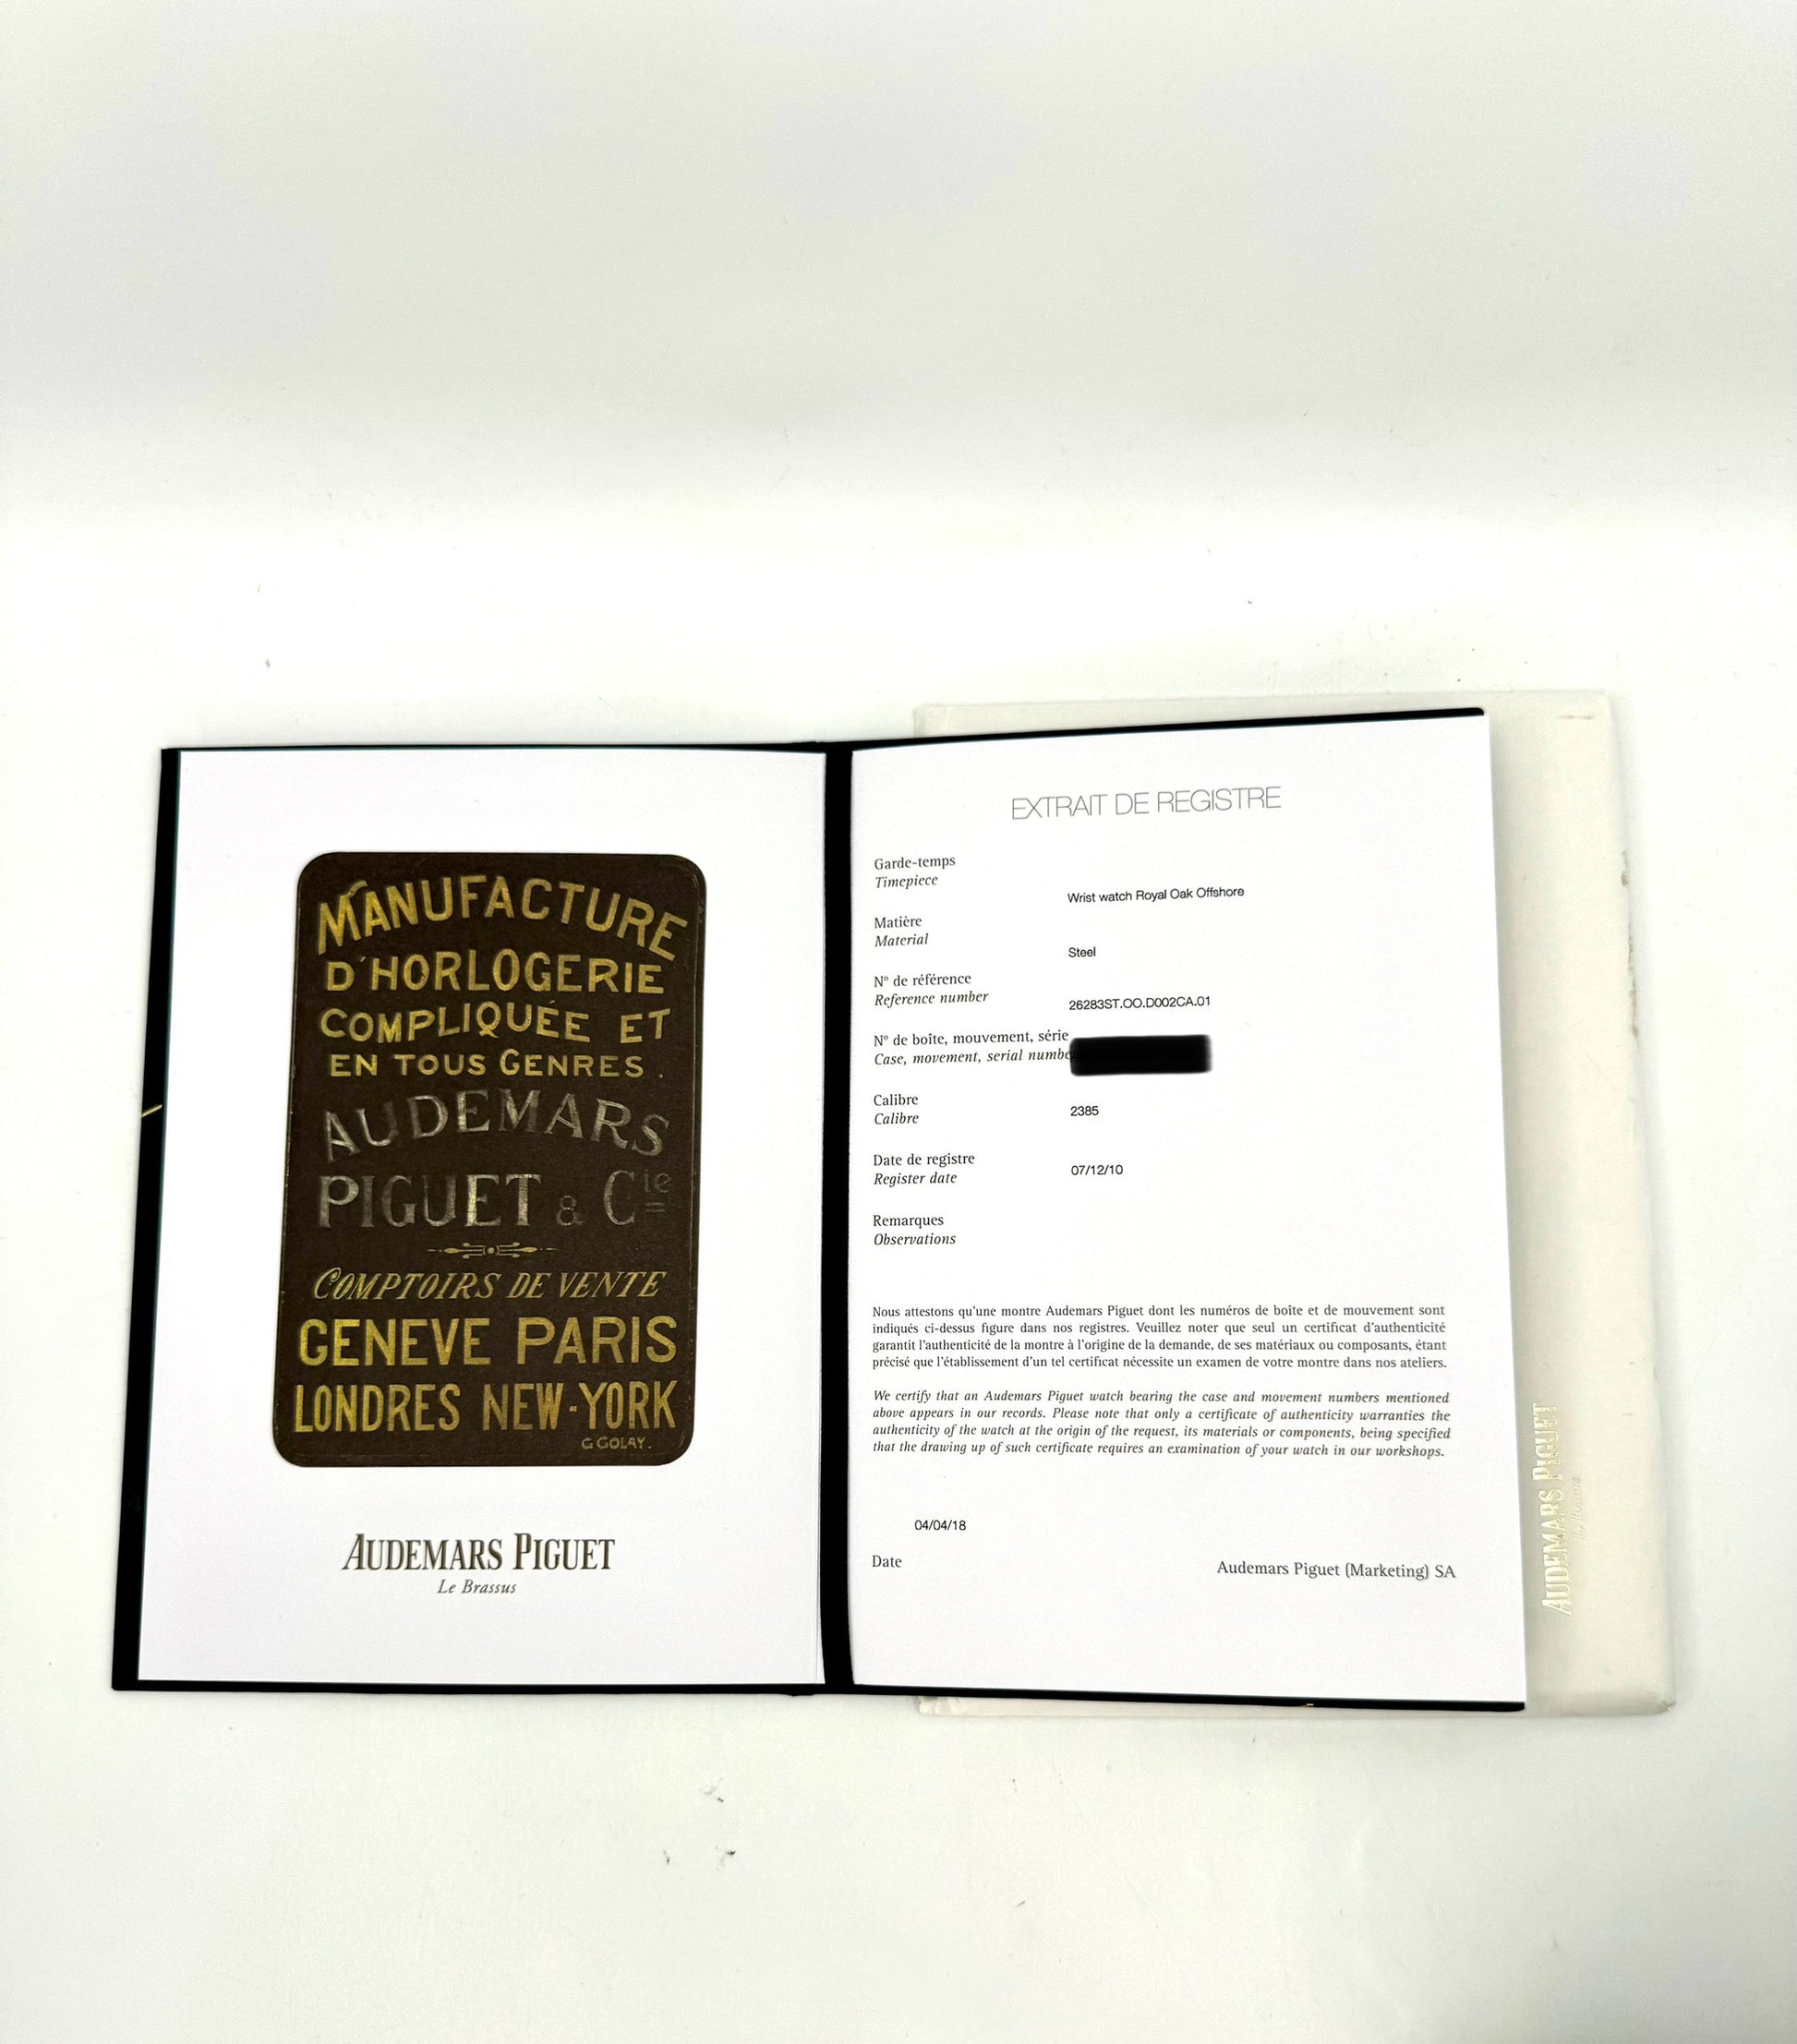 MANUFACTURE
D'HORLOGERIE
COMPLIQUÉE ET
EN TOUS GENRES.
AUDEMARS
PIGUET & Cie
COMPTOIRS DE VENTE
GENEVE PARIS
LONDRES NEW-YORK
G GOLAY.
AUDEMARS PIGUET
Le Brassus
EXTRAIT DE REGISTRE
Garde-temps
Timepiece
Wrist watch Royal Oak Offshore
Matière
Material
Steel
Nº de référence
Reference number
26283ST.OO.D002CA.01
Nº de boîte, mouvement, série
Case, movement, serial numbe
Calibre
Calibre
2385
Date de registre
Register date
07/12/10
Remarques
Observations
Nous attestons qu'une montre Audemars Piguet dont les numéros de boîte et de mouvement sont
indiqués ci-dessus figure dans nos registres. Veuillez noter que seul un certificat d'authenticité
garantit l'authenticité de la montre à l'origine de la demande, de ses matériaux ou composants, étant
précisé que l'établissement d'un tel certificat nécessite un examen de votre montre dans nos ateliers.
We certify that an Audemars Piguet watch bearing the case and movement numbers mentioned
above appears in our records. Please note that only a certificate of authenticity warranties the
authenticity of the watch at the origin of the request, its materials or components, being specified
that the drawing up of such certificate requires an examination of your watch in our workshops.
04/04/18
Date
Audemars Piguet (Marketing) SA
AUDEMARS PIGUET
Le Brassus